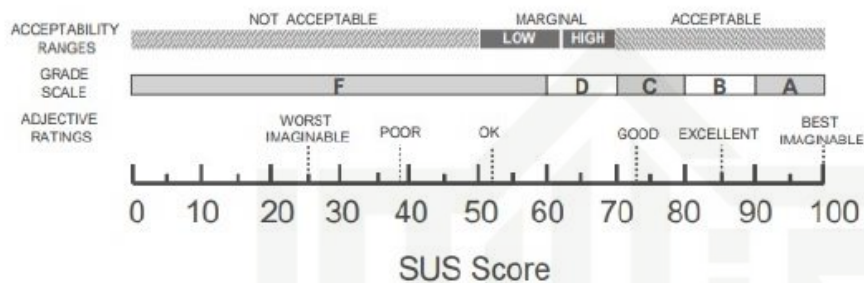 NOT ACCEPTABLE MARGINAL ACCEPTABLE
ACCEPTABILITY RANGES LOW HIGH
GRADE SCALE F D C B A
ADJECTIVE RATINGS WORST IMAGINABLE POOR OK GOOD EXCELLENT BEST IMAGINABLE
0 10 20 30 40 50 60 70 80 90 100
SUS Score